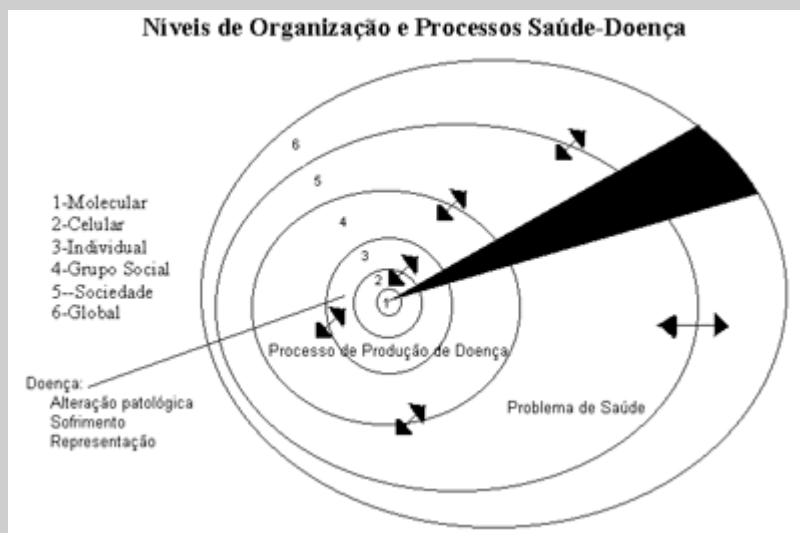 Níveis de Organização e Processos Saúde-Doença
6
5
4
3
2
1
1-Molecular
2-Celular
3-Individual
4-Grupo Social
5--Sociedade
6-Global
Processo de Produção de Doença
Doença:
Alteração patológica
Sofrimento
Representação
Problema de Saúde